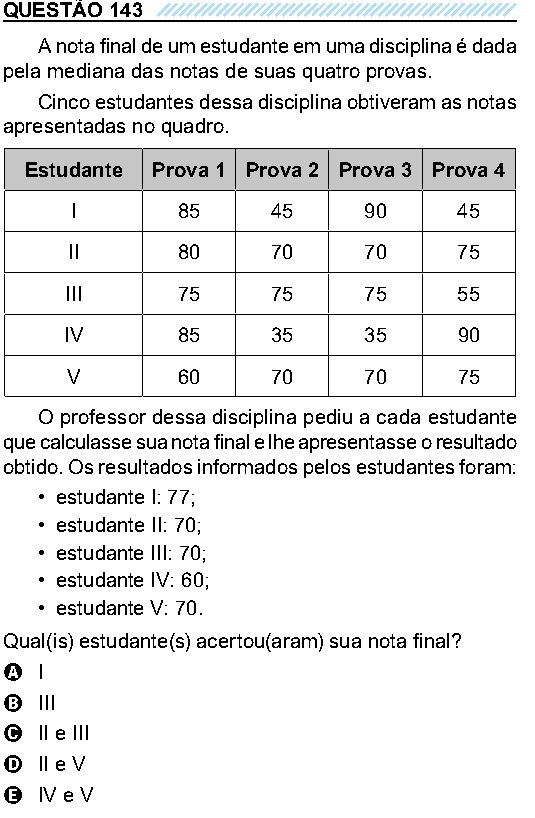 QUESTÃO 143
A nota final de um estudante em uma disciplina é dada
pela mediana das notas de suas quatro provas.
Cinco estudantes dessa disciplina obtiveram as notas
apresentadas no quadro.
Estudante Prova 1 Prova 2 Prova 3 Prova 4
I 85 45 90 45
II 80 70 70 75
III 75 75 75 55
IV 85 35 35 90
V 60 70 70 75
O professor dessa disciplina pediu a cada estudante
que calculasse sua nota final e lhe apresentasse o resultado
obtido. Os resultados informados pelos estudantes foram:
• estudante I: 77;
• estudante II: 70;
• estudante III: 70;
• estudante IV: 60;
• estudante V: 70.
Qual(is) estudante(s) acertou(aram) sua nota final?
A I
B III
C II e III
D II e V
E IV e V